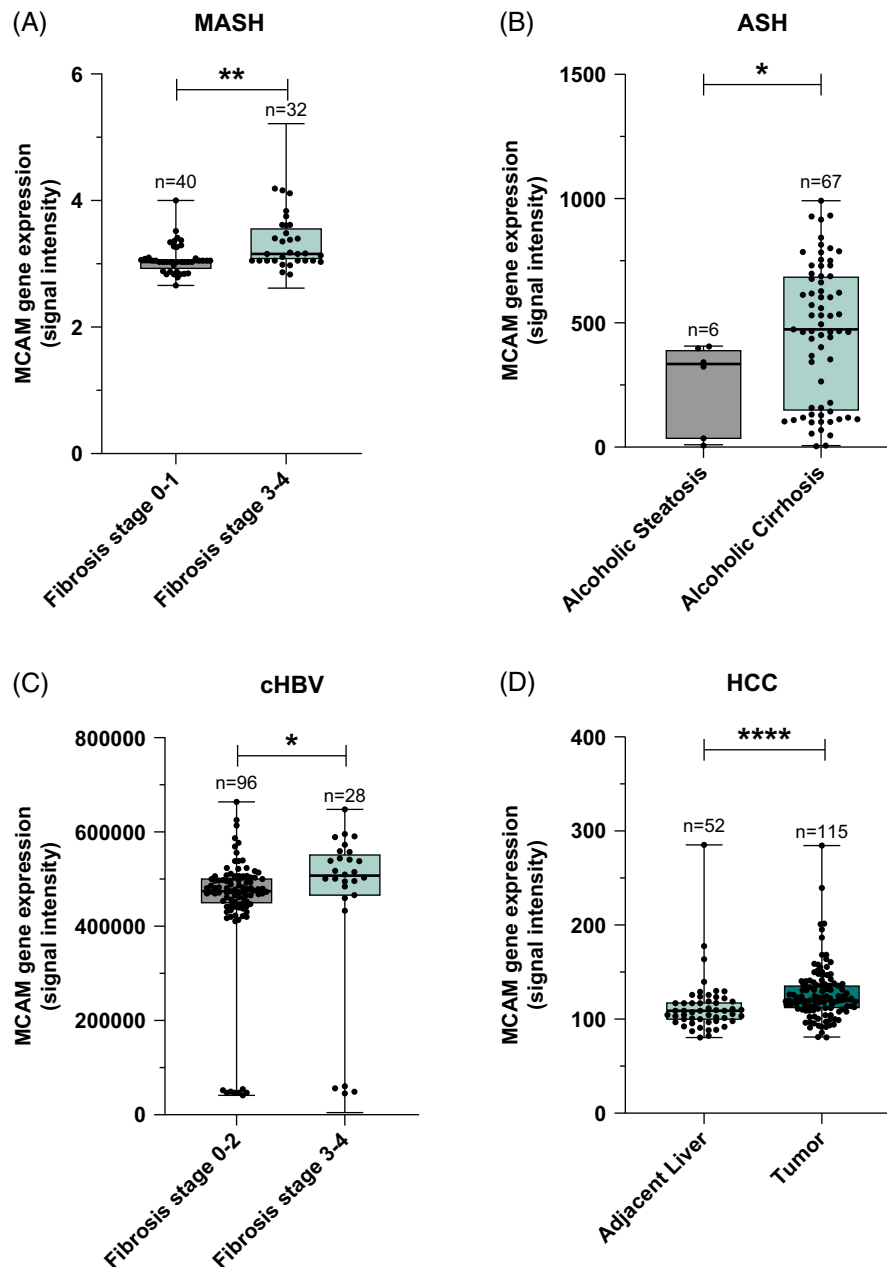 (A)
MASH
MCAM gene expression
(signal intensity)
6
4
2
0
**
n=40
n=32
Fibrosis stage 0-1
Fibrosis stage 3-4
(B)
ASH
MCAM gene expression
(signal intensity)
1500
1000
500
0
*
n=6
n=67
Alcoholic Steatosis
Alcoholic Cirrhosis
(C)
cHBV
MCAM gene expression
(signal intensity)
800000
600000
400000
200000
0
*
n=96
n=28
Fibrosis stage 0-2
Fibrosis stage 3-4
(D)
HCC
MCAM gene expression
(signal intensity)
400
300
200
100
0
****
n=52
n=115
Adjacent Liver
Tumor